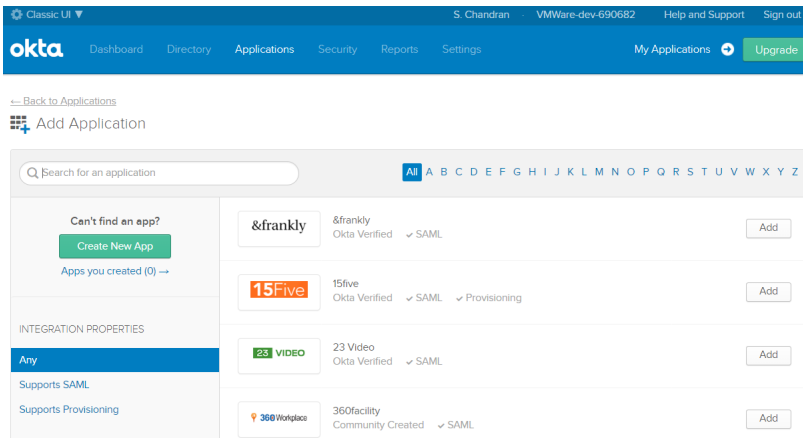 Classic UI ▼
S. Chandran · VMWare-dev-690682 Help and Support Sign out
okta Dashboard Directory Applications Security Reports Settings My Applications Upgrade
← Back to Applications
Add Application
Search for an application
All A B C D E F G H I J K L M N O P Q R S T U V W X Y Z
Can't find an app?
Create New App
Apps you created (0) →
INTEGRATION PROPERTIES
Any
Supports SAML
Supports Provisioning
&frankly
&frankly
Okta Verified ✓ SAML
Add
15Five
15five
Okta Verified ✓ SAML ✓ Provisioning
Add
23 VIDEO
23 Video
Okta Verified ✓ SAML
Add
360 Workplace
360facility
Community Created ✓ SAML
Add